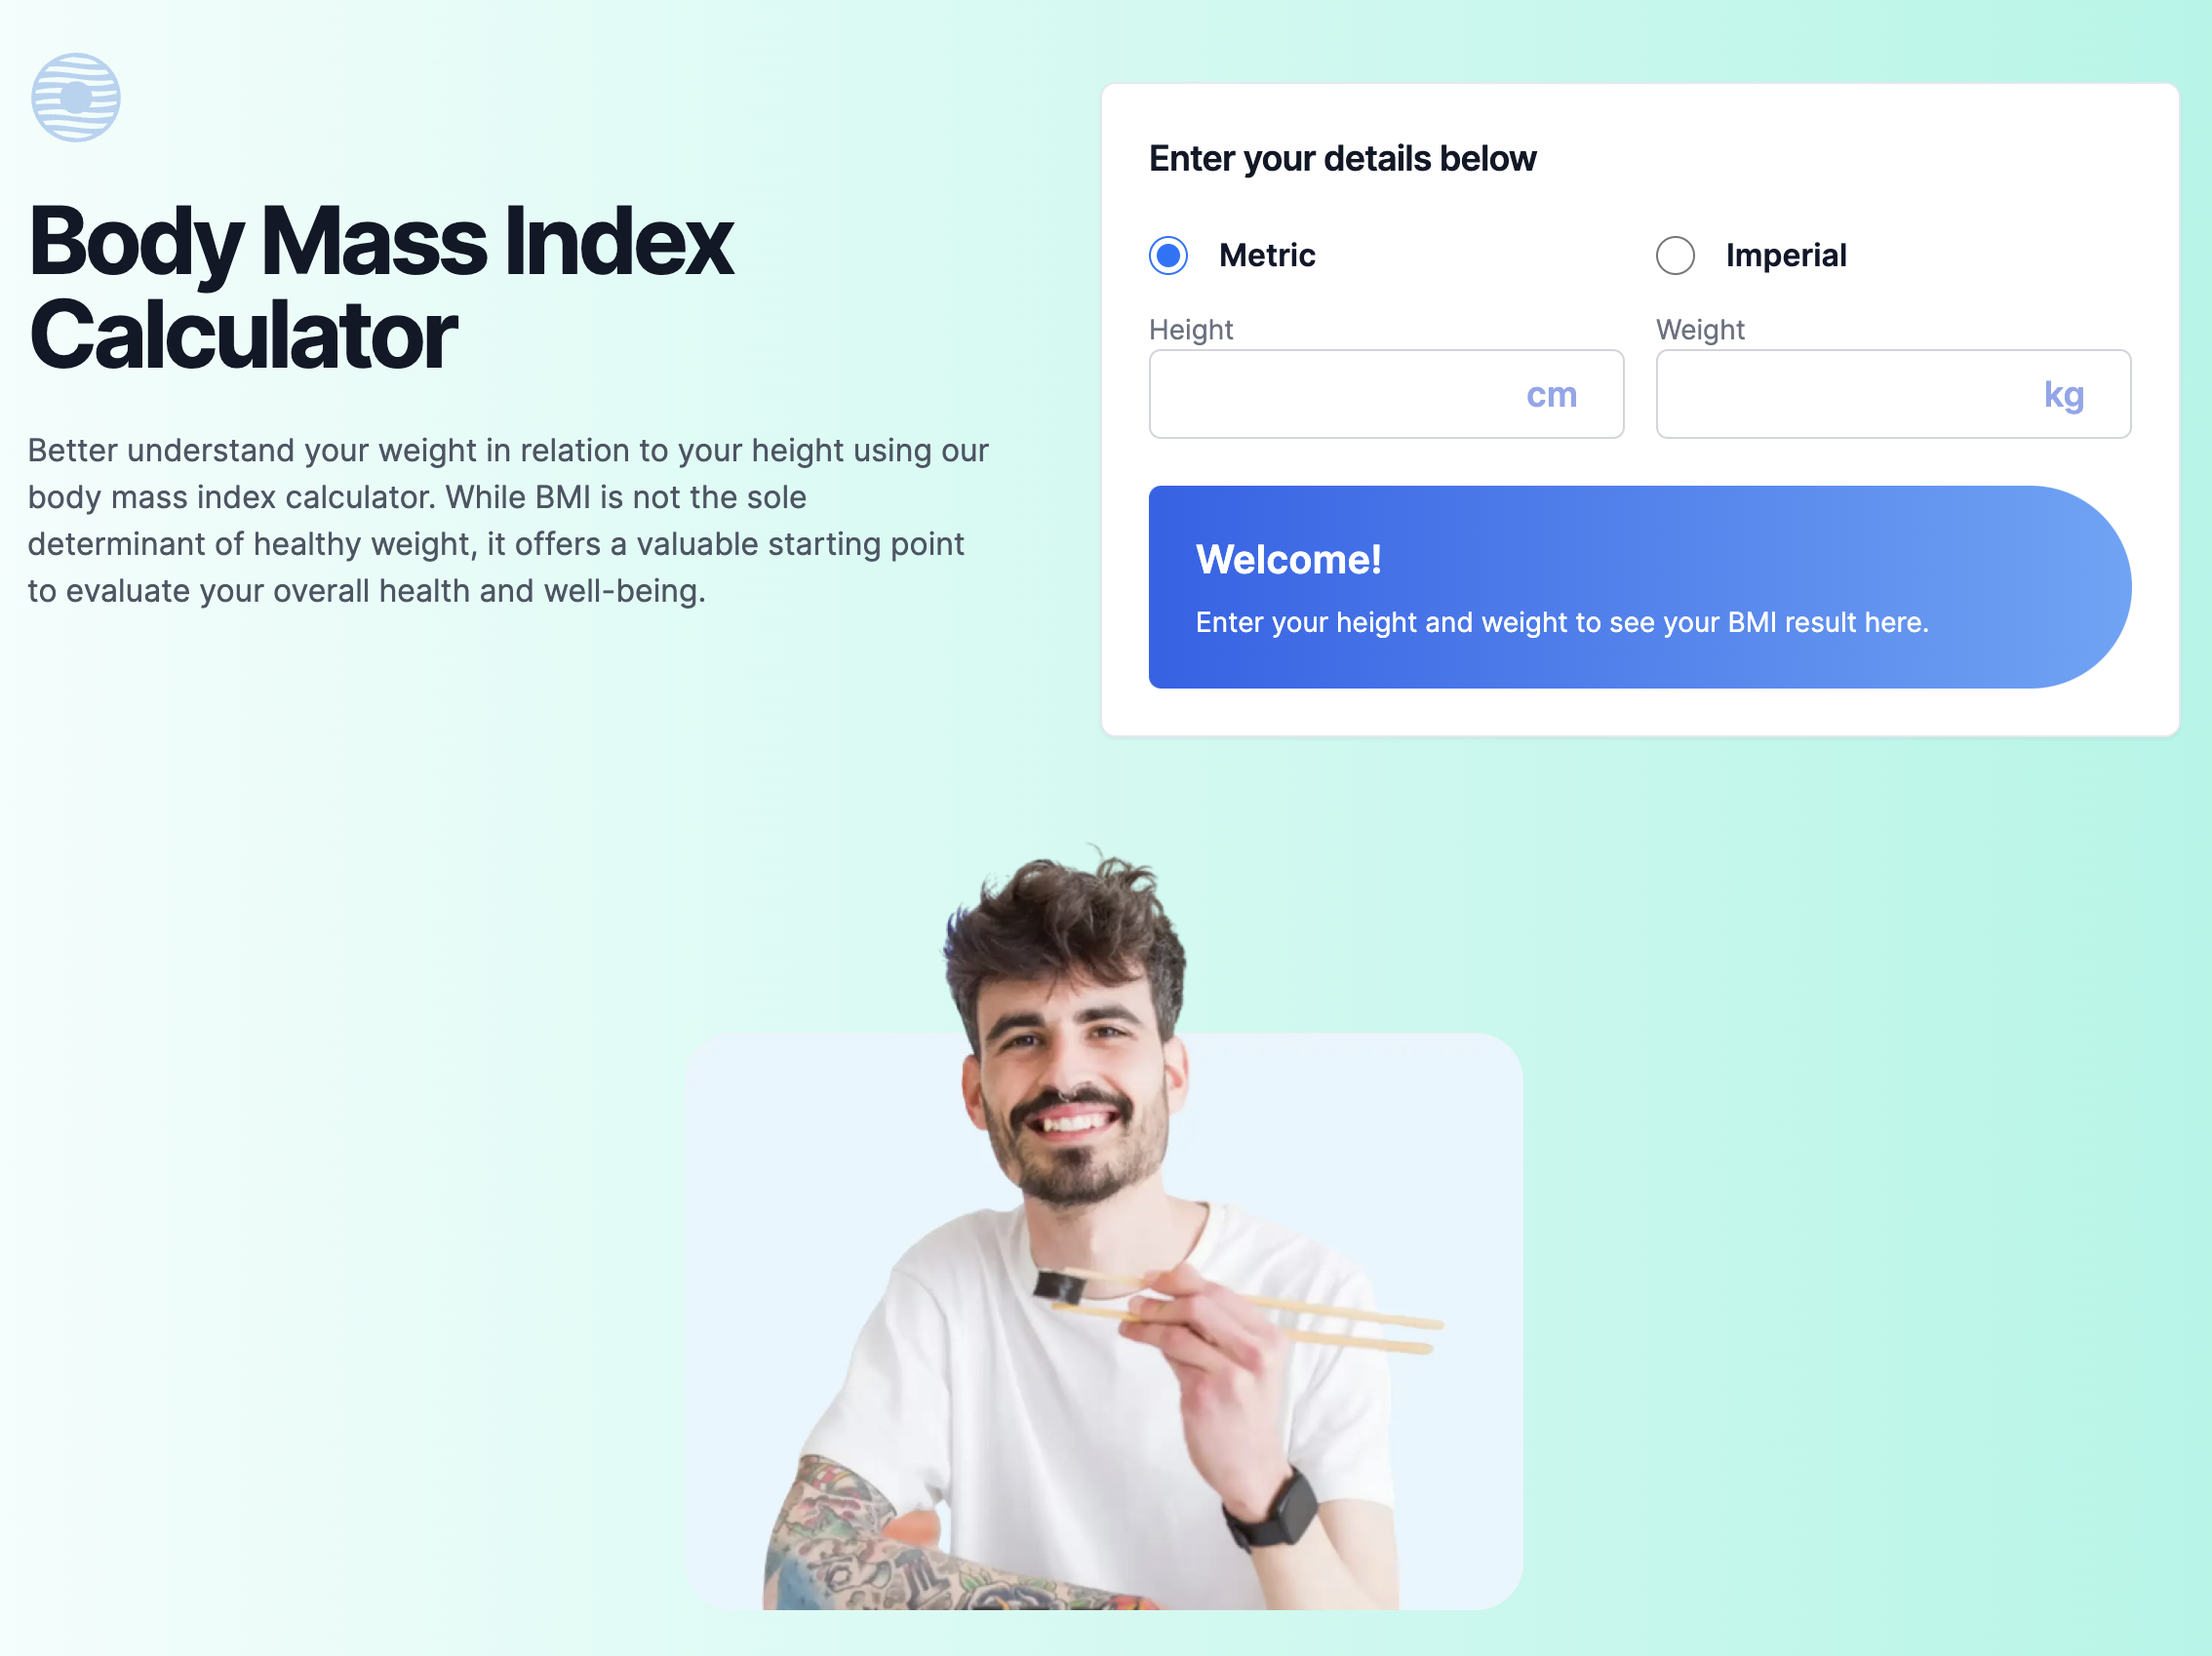 Body Mass Index
Calculator
Better understand your weight in relation to your height using our
body mass index calculator. While BMI is not the sole
determinant of healthy weight, it offers a valuable starting point
to evaluate your overall health and well-being.
Enter your details below
Metric
Imperial
Height
Weight
cm
kg
Welcome!
Enter your height and weight to see your BMI result here.